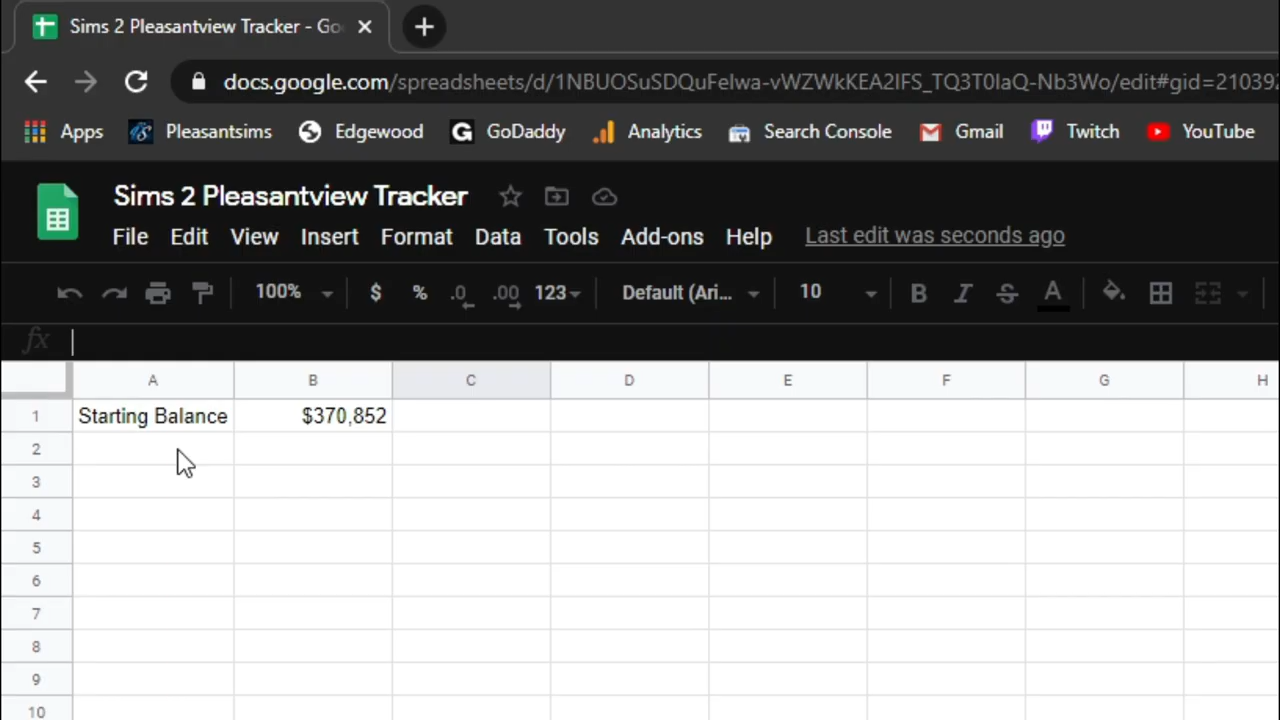 Sims 2 Pleasantview Tracker - Go
docs.google.com/spreadsheets/d/1NBUOSuSDQuFelwa-vWZWkKEA2IFS_TQ3T0IaQ-Nb3Wo/edit#gid=21039
Apps Pleasantsims Edgewood GoDaddy Analytics Search Console Gmail Twitch YouTube
Sims 2 Pleasantview Tracker
File Edit View Insert Format Data Tools Add-ons Help Last edit was seconds ago
100% $ % .0 .00 123 Default (Ari... 10 B I S A
fx
A B C D E F G H
1 Starting Balance $370,852
2
3
4
5
6
7
8
9
10